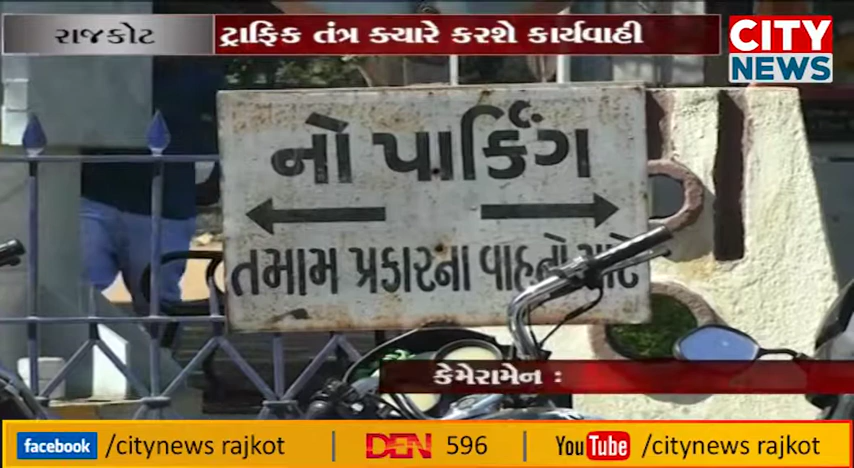 રાજકોટ
ટ્રાફિક તંત્ર ક્યારે કરશે કાર્યવાહી
CITY
NEWS
નો પાર્કિંગ
તમામ પ્રકારના વાહનો માટે
કેમેરામેન :
facebook /citynews rajkot | DEN 596 | YouTube /citynews rajkot